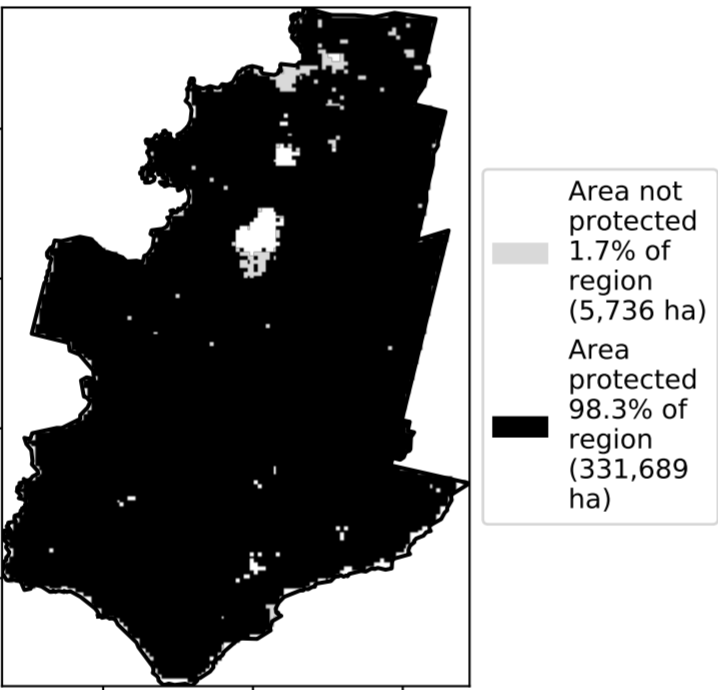 Area not
protected
1.7% of
region
(5,736 ha)
Area
protected
98.3% of
region
(331,689
ha)